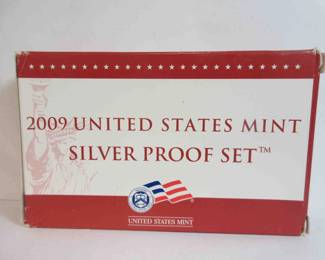 2009 UNITED STATES MINT
SILVER PROOF SET™
UNITED STATES MINT